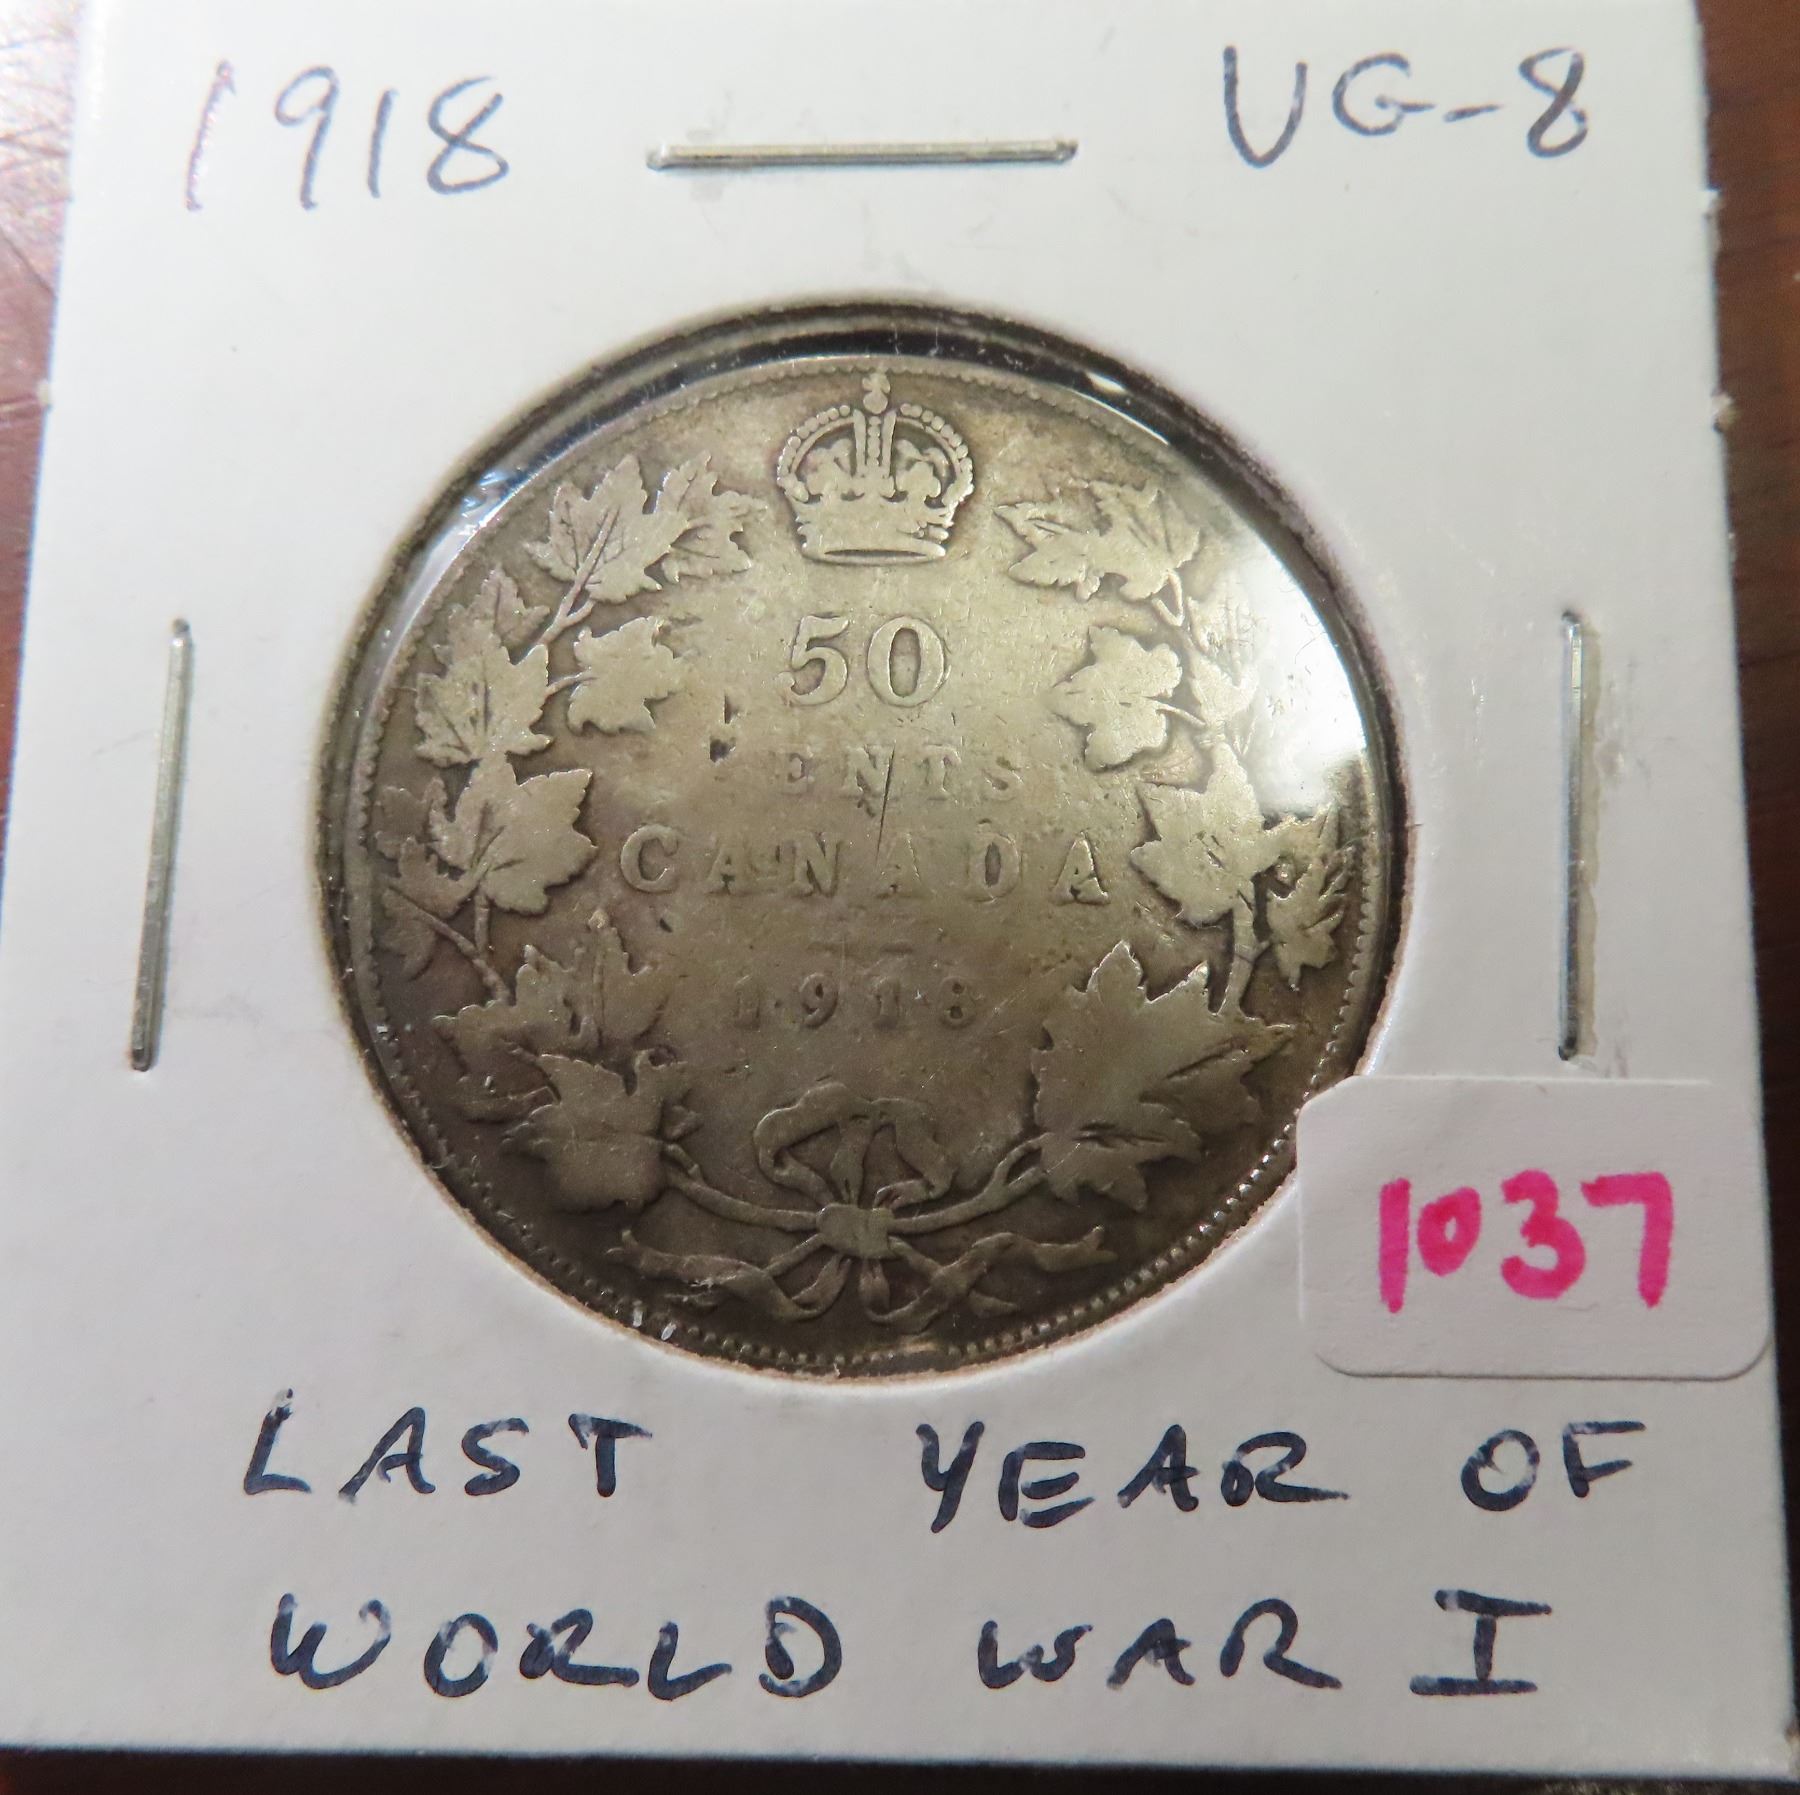 1918 VG-8
50
CENTS
CANADA
1918
1037
LAST YEAR OF
WORLD WAR I